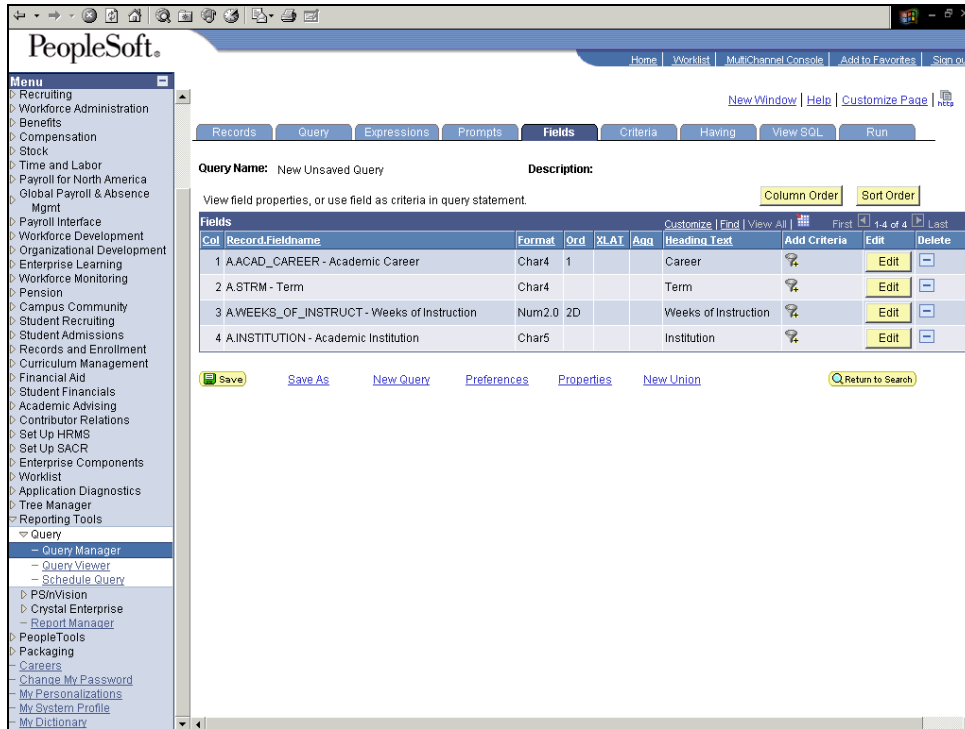 PeopleSoft.
Home | Worklist | MultiChannel Console | Add to Favorites | Sign ou
Menu
Recruiting
Workforce Administration
Benefits
Compensation
Stock
Time and Labor
Payroll for North America
Global Payroll & Absence
Mgmt
Payroll Interface
Workforce Development
Organizational Development
Enterprise Learning
Workforce Monitoring
Pension
Campus Community
Student Recruiting
Student Admissions
Records and Enrollment
Curriculum Management
Financial Aid
Student Financials
Academic Advising
Contributor Relations
Set Up HRMS
Set Up SACR
Enterprise Components
Worklist
Application Diagnostics
Tree Manager
Reporting Tools
Query
Query Manager
Query Viewer
Schedule Query
PS/nVision
Crystal Enterprise
Report Manager
PeopleTools
Packaging
Careers
Change My Password
My Personalizations
My System Profile
My Dictionary
New Window | Help | Customize Page | http
Records Query Expressions Prompts Fields Criteria Having View SQL Run
Query Name: New Unsaved Query Description:
View field properties, or use field as criteria in query statement. Column Order Sort Order
Fields Customize | Find | View All | First 1-4 of 4 Last
Col Record.Fieldname Format Ord XLAT Agg Heading Text Add Criteria Edit Delete
1 A.ACAD_CAREER - Academic Career Char4 1 Career Edit
2 A.STRM - Term Char4 Term Edit
3 A.WEEKS_OF_INSTRUCT - Weeks of Instruction Num2.0 2D Weeks of Instruction Edit
4 A.INSTITUTION - Academic Institution Char5 Institution Edit
Save Save As New Query Preferences Properties New Union Return to Search